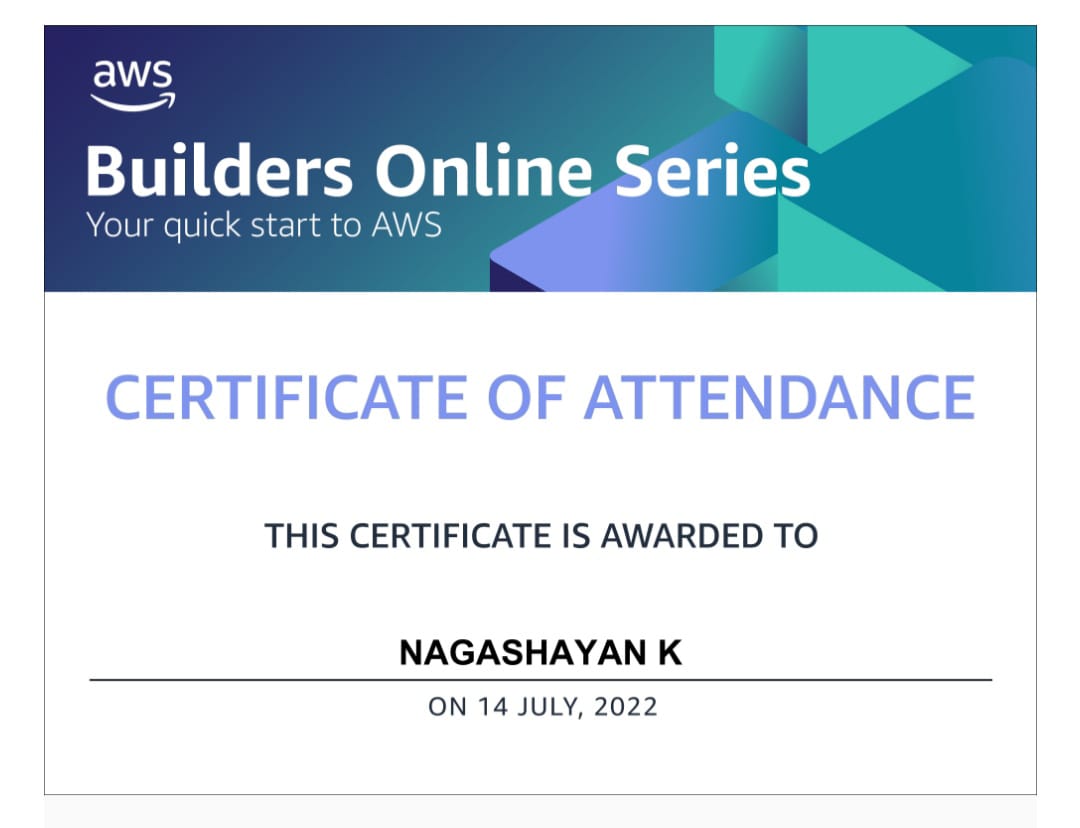 aws
Builders Online Series
Your quick start to AWS
CERTIFICATE OF ATTENDANCE
THIS CERTIFICATE IS AWARDED TO
NAGASHAYAN K
ON 14 JULY, 2022